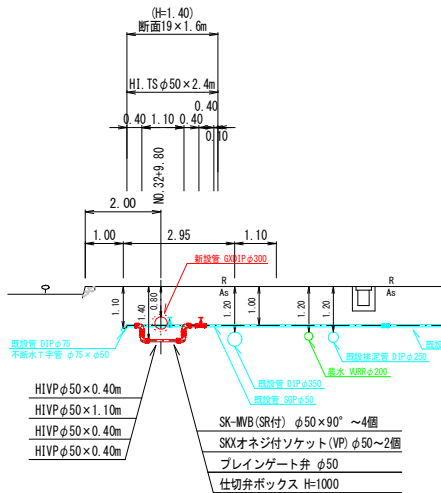 (H=1.40)
断面19×1.6m
HI.TSφ50×2.4m
0.40
0.40 1.10 0.40
0.10
NO.32+9.80
2.00
1.00 2.95 1.10
新設管 GXDIPφ300
R
As
R
As
1.10
1.40
0.80
1.20
1.00
1.20
1.20
既設管 DIPφ75
不断水T字管 φ75×φ50
既設管 DIPφ350
既設管 SGPφ50
農水 VURRφ200
既設排泥管 DIPφ250
既設
HIVPφ50×0.40m
HIVPφ50×1.10m
HIVPφ50×0.40m
HIVPφ50×0.40m
SK-MVB(SR付) φ50×90° ～4個
SKXオネジ付ソケット(VP)φ50～2個
プレインゲート弁 φ50
仕切弁ボックス H=1000